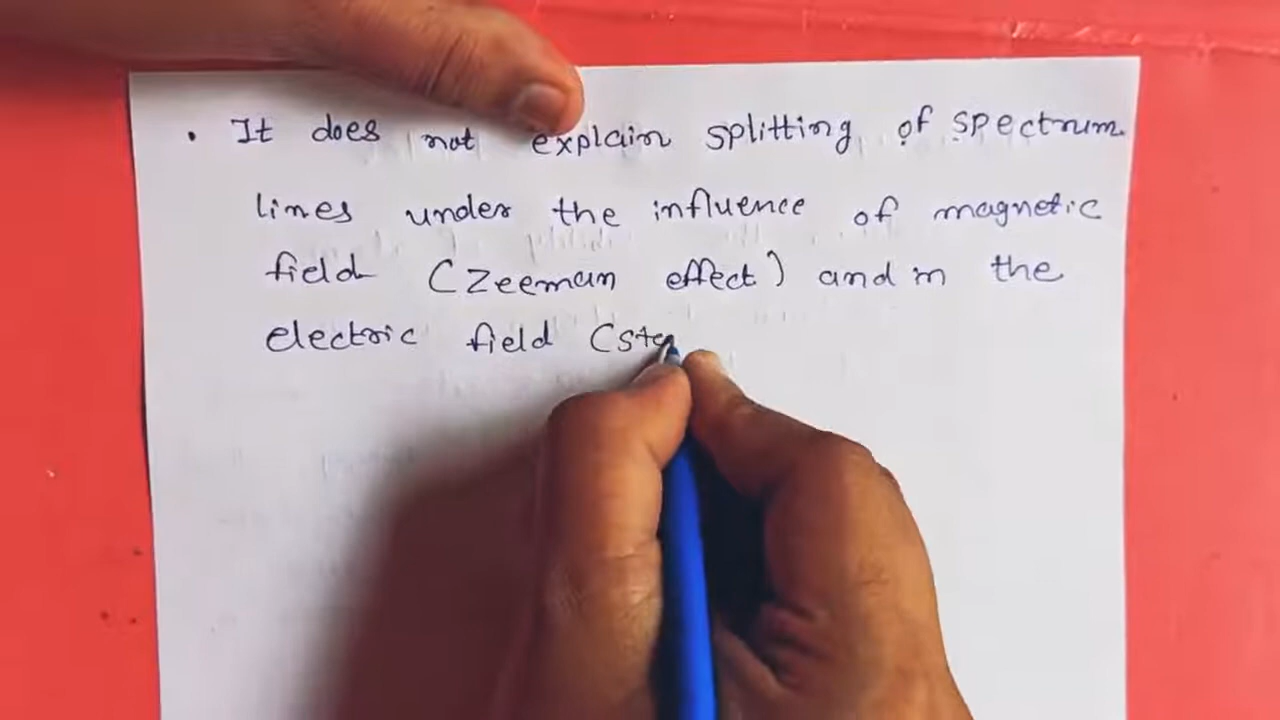 • It does not explain splitting of spectrum
lines under the influence of magnetic
field (Zeeman effect) and in the
electric field (sta